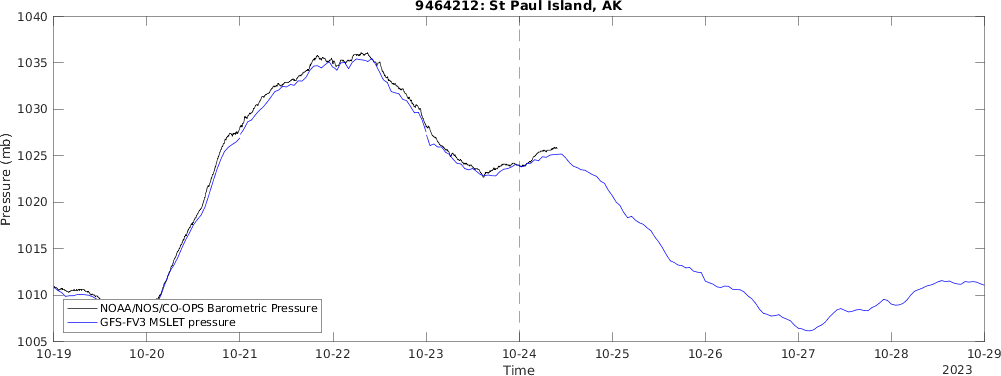 9464212: St Paul Island, AK
Pressure (mb)
1040
1035
1030
1025
1020
1015
1010
1005
NOAA/NOS/CO-OPS Barometric Pressure
GFS-FV3 MSLET pressure
10-19 10-20 10-21 10-22 10-23 10-24 10-25 10-26 10-27 10-28 10-29
Time
2023